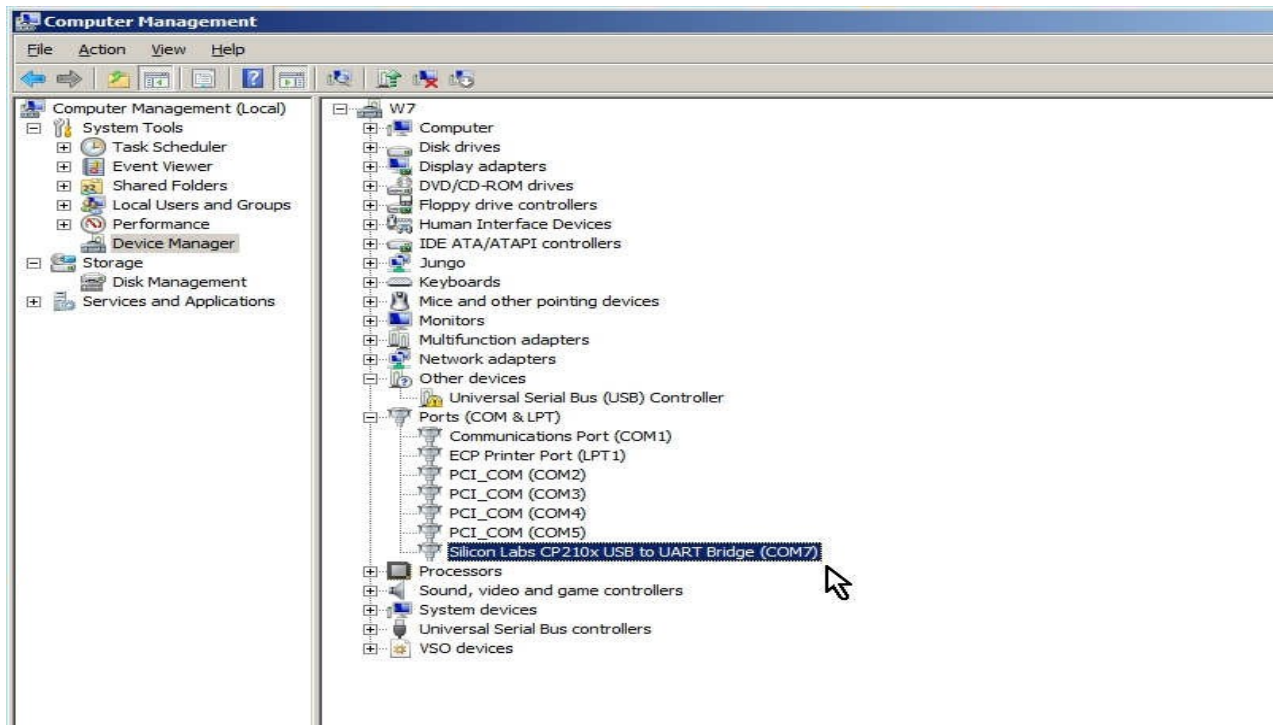 Computer Management
File Action View Help
Computer Management (Local)
System Tools
Task Scheduler
Event Viewer
Shared Folders
Local Users and Groups
Performance
Device Manager
Storage
Disk Management
Services and Applications
W7
Computer
Disk drives
Display adapters
DVD/CD-ROM drives
Floppy drive controllers
Human Interface Devices
IDE ATA/ATAPI controllers
Jungo
Keyboards
Mice and other pointing devices
Monitors
Multifunction adapters
Network adapters
Other devices
Universal Serial Bus (USB) Controller
Ports (COM & LPT)
Communications Port (COM1)
ECP Printer Port (LPT1)
PCI_COM (COM2)
PCI_COM (COM3)
PCI_COM (COM4)
PCI_COM (COM5)
Silicon Labs CP210x USB to UART Bridge (COM7)
Processors
Sound, video and game controllers
System devices
Universal Serial Bus controllers
VSO devices